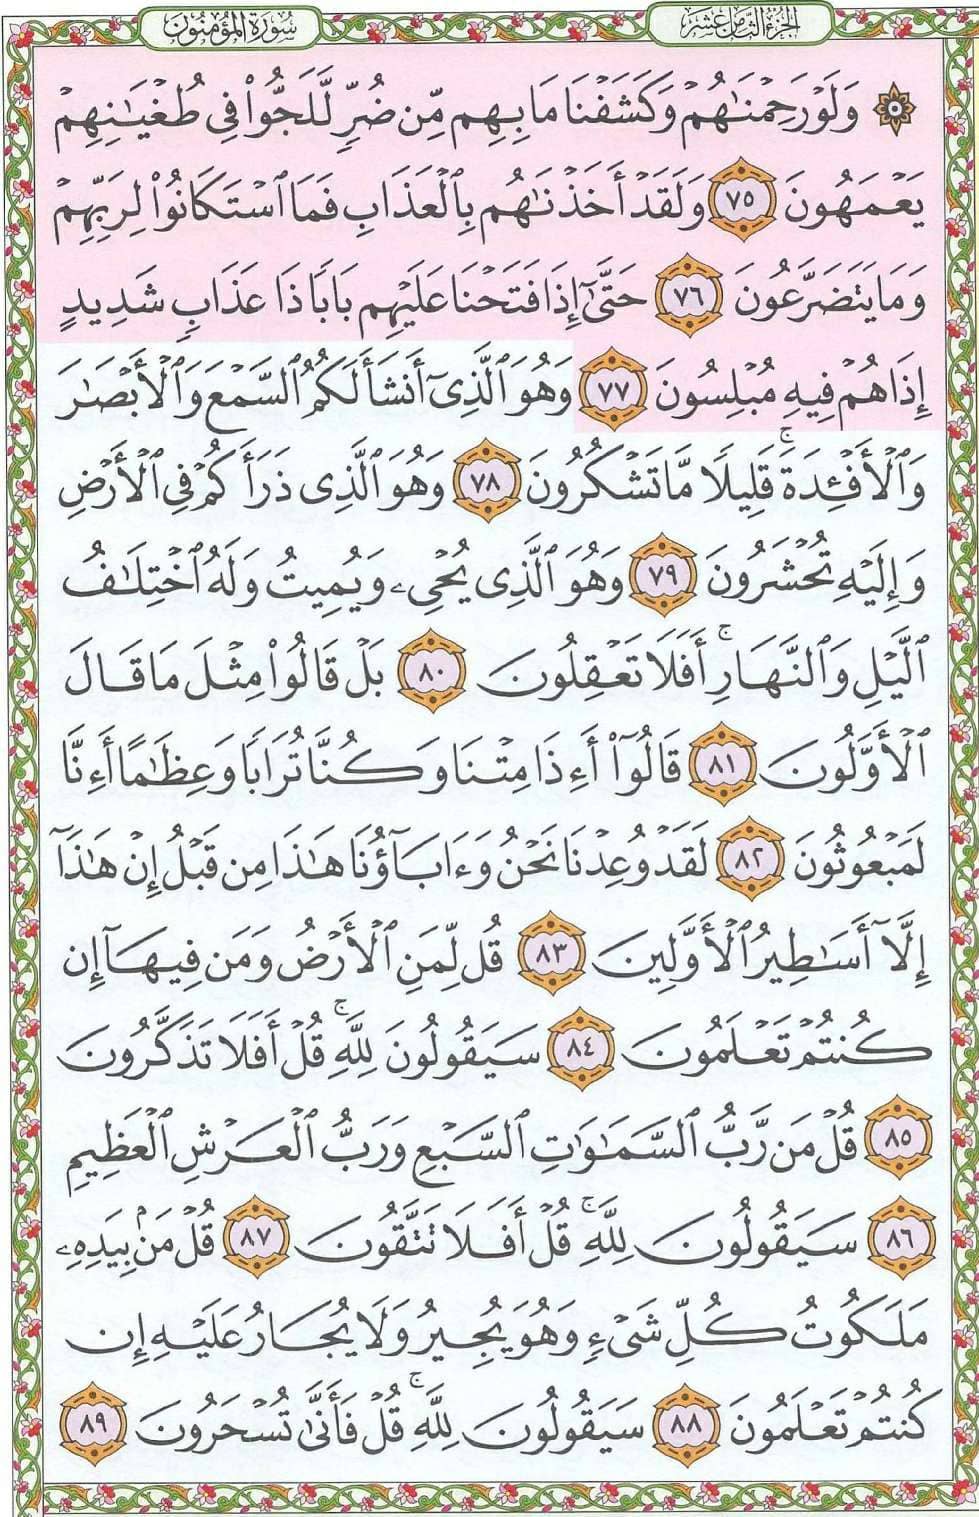 الجزء الثامن عشر
سورة المؤمنون
۞ وَلَوْ رَحِمْنَٰهُمْ وَكَشَفْنَا مَا بِهِم مِّن ضُرٍّ لَّلَجُّوا۟ فِى طُغْيَٰنِهِمْ
يَعْمَهُونَ ٧٥ وَلَقَدْ أَخَذْنَٰهُم بِٱلْعَذَابِ فَمَا ٱسْتَكَانُوا۟ لِرَبِّهِمْ
وَمَا يَتَضَرَّعُونَ ٧٦ حَتَّىٰٓ إِذَا فَتَحْنَا عَلَيْهِم بَابًا ذَا عَذَابٍ شَدِيدٍ
إِذَا هُمْ فِيهِ مُبْلِسُونَ ٧٧ وَهُوَ ٱلَّذِىٓ أَنشَأَ لَكُمُ ٱلسَّمْعَ وَٱلْأَبْصَٰرَ
وَٱلْأَفْـِٔدَةَ ۚ قَلِيلًا مَّا تَشْكُرُونَ ٧٨ وَهُوَ ٱلَّذِى ذَرَأَكُمْ فِى ٱلْأَرْضِ
وَإِلَيْهِ تُحْشَرُونَ ٧٩ وَهُوَ ٱلَّذِى يُحْىِۦ وَيُمِيتُ وَلَهُ ٱخْتِلَٰفُ
ٱلَّيْلِ وَٱلنَّهَارِ ۚ أَفَلَا تَعْقِلُونَ ٨٠ بَلْ قَالُوا۟ مِثْلَ مَا قَالَ
ٱلْأَوَّلُونَ ٨١ قَالُوٓا۟ أَءِذَا مِتْنَا وَكُنَّا تُرَابًا وَعِظَٰمًا أَءِنَّا
لَمَبْعُوثُونَ ٨٢ لَقَدْ وُعِدْنَا نَحْنُ وَءَابَآؤُنَا هَٰذَا مِن قَبْلُ إِنْ هَٰذَآ
إِلَّآ أَسَٰطِيرُ ٱلْأَوَّلِينَ ٨٣ قُل لِّمَنِ ٱلْأَرْضُ وَمَن فِيهَآ إِن
كُنتُمْ تَعْلَمُونَ ٨٤ سَيَقُولُونَ لِلَّهِ ۚ قُلْ أَفَلَا تَذَكَّرُونَ
٨٥ قُلْ مَن رَّبُّ ٱلسَّمَٰوَٰتِ ٱلسَّبْعِ وَرَبُّ ٱلْعَرْشِ ٱلْعَظِيمِ
٨٦ سَيَقُولُونَ لِلَّهِ ۚ قُلْ أَفَلَا تَتَّقُونَ ٨٧ قُلْ مَنۢ بِيَدِهِۦ
مَلَكُوتُ كُلِّ شَىْءٍ وَهُوَ يُجِيرُ وَلَا يُجَارُ عَلَيْهِ إِن
كُنتُمْ تَعْلَمُونَ ٨٨ سَيَقُولُونَ لِلَّهِ ۚ قُلْ فَأَنَّىٰ تُسْحَرُونَ ٨٩